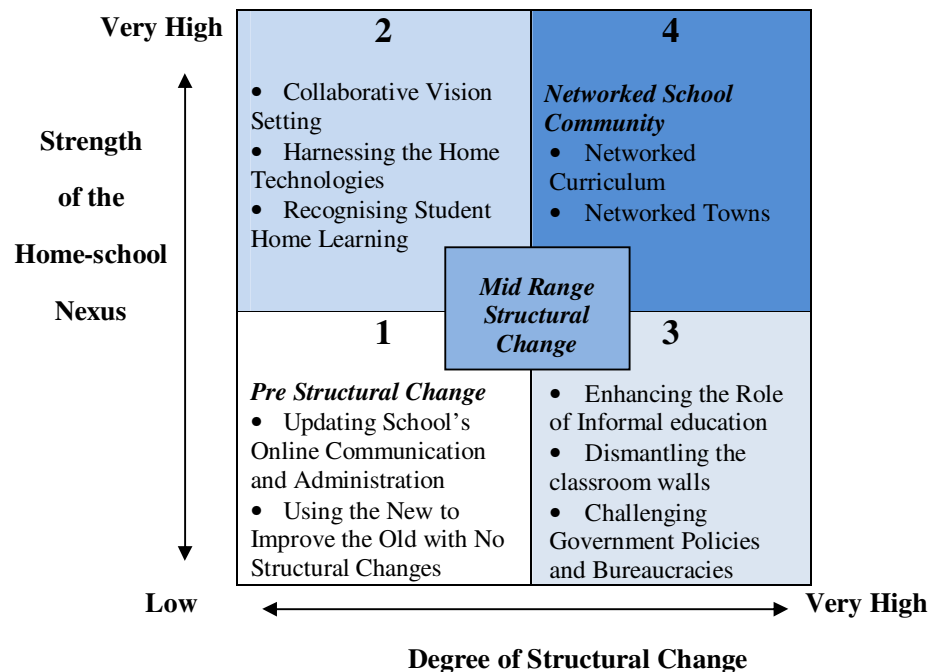 Very High
Strength
of the
Home-school
Nexus
2
• Collaborative Vision
Setting
• Harnessing the Home
Technologies
• Recognising Student
Home Learning
4
Networked School
Community
• Networked
Curriculum
• Networked Towns
Mid Range
Structural
Change
1
Pre Structural Change
• Updating School’s
Online Communication
and Administration
• Using the New to
Improve the Old with No
Structural Changes
3
• Enhancing the Role
of Informal education
• Dismantling the
classroom walls
• Challenging
Government Policies
and Bureaucracies
Low
Very High
Degree of Structural Change